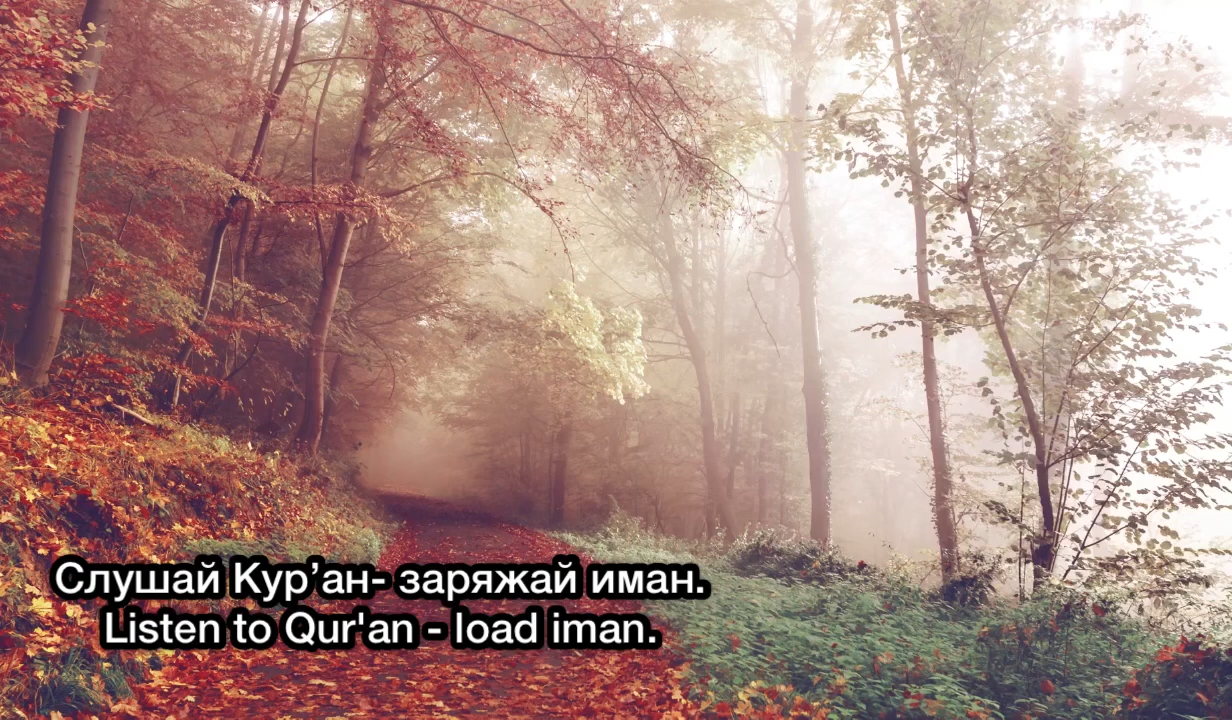 Слушай Кур’ан- заряжай иман.
Listen to Qur'an - load iman.